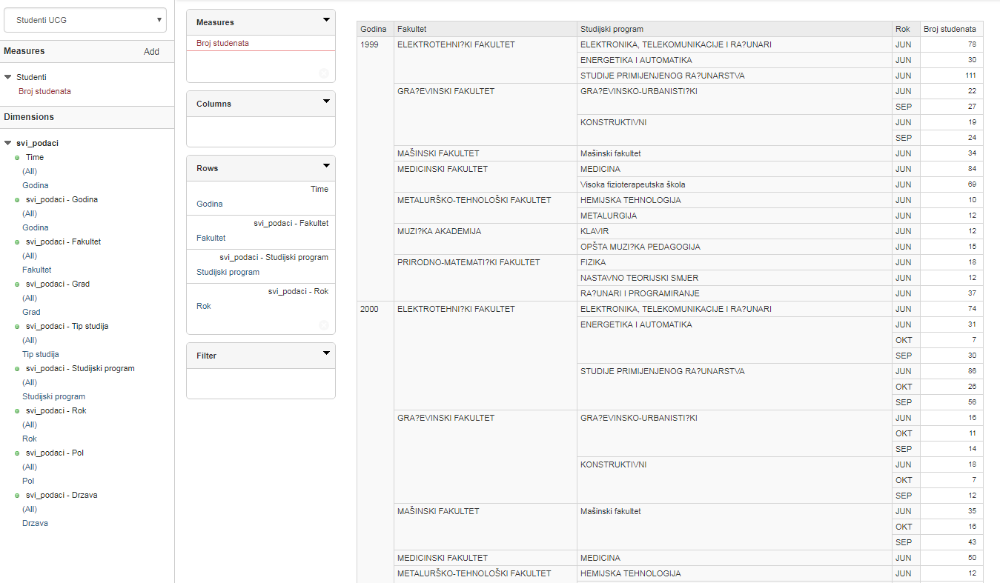 Studenti UCG
Measures Add
Studenti
Broj studenata
Dimensions
svi_podaci
Time
(All)
Godina
svi_podaci - Godina
(All)
Godina
svi_podaci - Fakultet
(All)
Fakultet
svi_podaci - Grad
(All)
Grad
svi_podaci - Tip studija
(All)
Tip studija
svi_podaci - Studijski program
(All)
Studijski program
svi_podaci - Rok
(All)
Rok
svi_podaci - Pol
(All)
Pol
svi_podaci - Drzava
(All)
Drzava
Measures
Broj studenata
Columns
Rows
Time
Godina
svi_podaci - Fakultet
Fakultet
svi_podaci - Studijski program
Studijski program
svi_podaci - Rok
Rok
Filter
Godina Fakultet Studijski program Rok Broj studenata
1999 ELEKTROTEHNI?KI FAKULTET ELEKTRONIKA, TELEKOMUNIKACIJE I RA?UNARI JUN 78
ENERGETIKA I AUTOMATIKA JUN 30
STUDIJE PRIMIJENJENOG RA?UNARSTVA JUN 111
GRA?EVINSKI FAKULTET GRA?EVINSKO-URBANISTI?KI JUN 22
SEP 27
KONSTRUKTIVNI JUN 19
SEP 24
MAŠINSKI FAKULTET Mašinski fakultet JUN 34
MEDICINSKI FAKULTET MEDICINA JUN 84
Visoka fizioterapeutska škola JUN 69
METALURŠKO-TEHNOLOŠKI FAKULTET HEMIJSKA TEHNOLOGIJA JUN 10
METALURGIJA JUN 12
MUZI?KA AKADEMIJA KLAVIR JUN 12
OPŠTA MUZI?KA PEDAGOGIJA JUN 15
PRIRODNO-MATEMATI?KI FAKULTET FIZIKA JUN 18
NASTAVNO TEORIJSKI SMJER JUN 12
RA?UNARI I PROGRAMIRANJE JUN 37
2000 ELEKTROTEHNI?KI FAKULTET ELEKTRONIKA, TELEKOMUNIKACIJE I RA?UNARI JUN 74
ENERGETIKA I AUTOMATIKA JUN 31
OKT 7
SEP 30
STUDIJE PRIMIJENJENOG RA?UNARSTVA JUN 86
OKT 26
SEP 56
GRA?EVINSKI FAKULTET GRA?EVINSKO-URBANISTI?KI JUN 16
OKT 11
SEP 14
KONSTRUKTIVNI JUN 18
OKT 7
SEP 12
MAŠINSKI FAKULTET Mašinski fakultet JUN 35
OKT 16
SEP 43
MEDICINSKI FAKULTET MEDICINA JUN 50
METALURŠKO-TEHNOLOŠKI FAKULTET HEMIJSKA TEHNOLOGIJA JUN 12